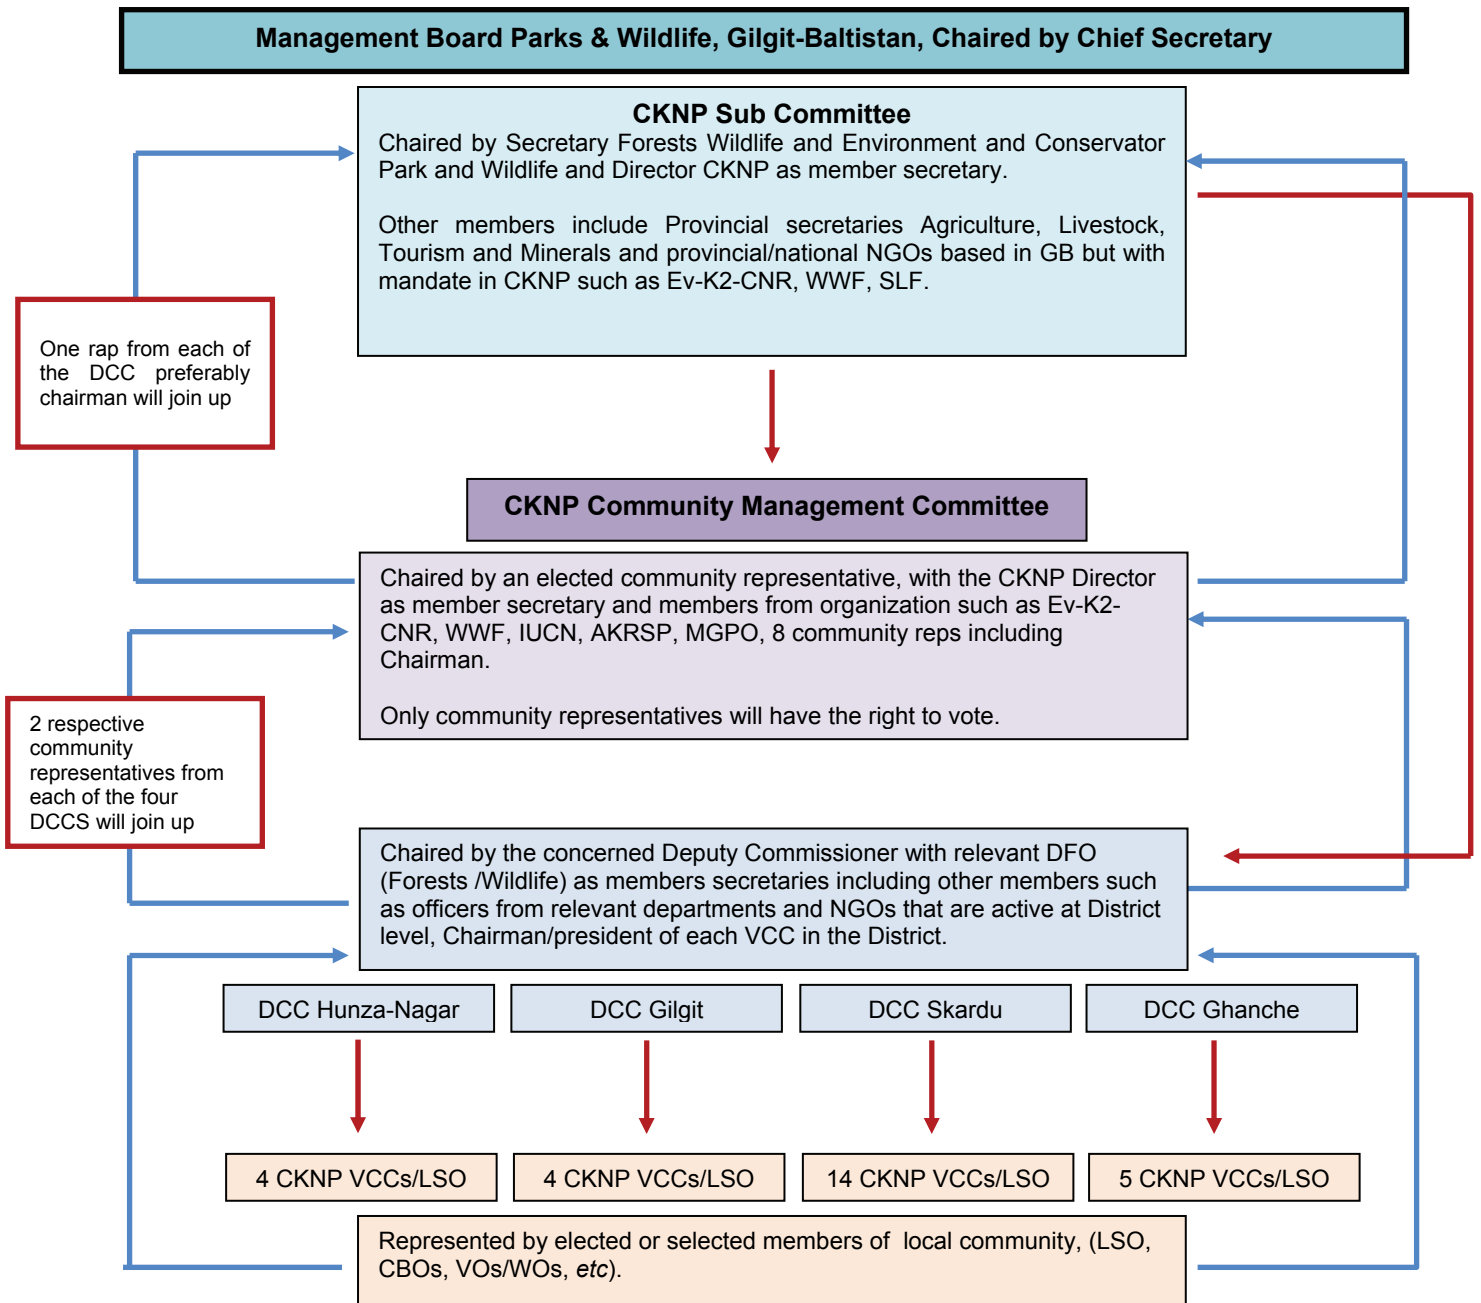 Management Board Parks & Wildlife, Gilgit-Baltistan, Chaired by Chief Secretary
CKNP Sub Committee
Chaired by Secretary Forests Wildlife and Environment and Conservator
Park and Wildlife and Director CKNP as member secretary.
Other members include Provincial secretaries Agriculture, Livestock,
Tourism and Minerals and provincial/national NGOs based in GB but with
mandate in CKNP such as Ev-K2-CNR, WWF, SLF.
One rap from each of
the DCC preferably
chairman will join up
CKNP Community Management Committee
Chaired by an elected community representative, with the CKNP Director
as member secretary and members from organization such as Ev-K2-
CNR, WWF, IUCN, AKRSP, MGPO, 8 community reps including
Chairman.
Only community representatives will have the right to vote.
2 respective
community
representatives from
each of the four
DCCS will join up
Chaired by the concerned Deputy Commissioner with relevant DFO
(Forests /Wildlife) as members secretaries including other members such
as officers from relevant departments and NGOs that are active at District
level, Chairman/president of each VCC in the District.
DCC Hunza-Nagar
DCC Gilgit
DCC Skardu
DCC Ghanche
4 CKNP VCCs/LSO
4 CKNP VCCs/LSO
14 CKNP VCCs/LSO
5 CKNP VCCs/LSO
Represented by elected or selected members of local community, (LSO,
CBOs, VOs/WOs, etc).